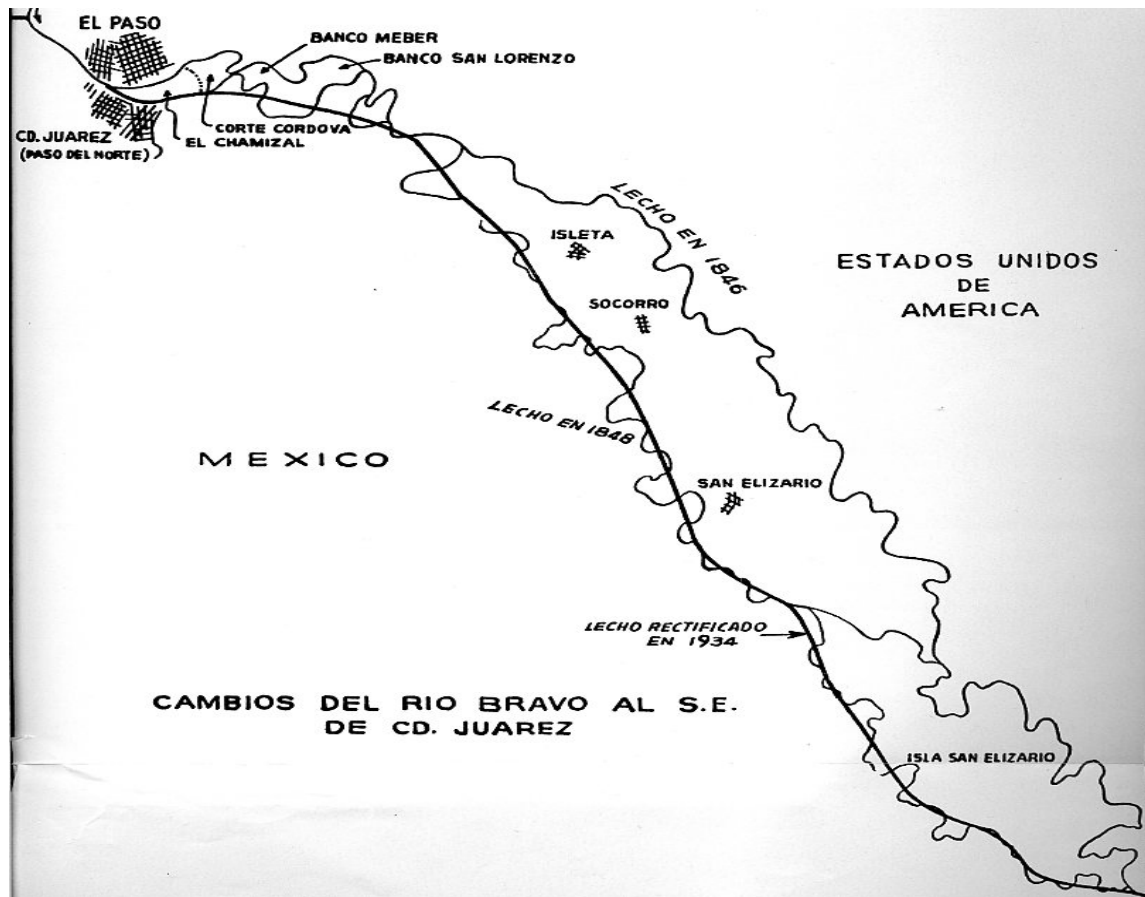 EL PASO
BANCO MEBER
BANCO SAN LORENZO
CORTE CORDOVA
EL CHAMIZAL
CD. JUAREZ
(PASO DEL NORTE)
LECHO EN 1846
ISLETA
ESTADOS UNIDOS
DE
AMERICA
SOCORRO
LECHO EN 1848
MEXICO
SAN ELIZARIO
LECHO RECTIFICADO
EN 1934
CAMBIOS DEL RIO BRAVO AL S.E.
DE CD. JUAREZ
ISLA SAN ELIZARIO